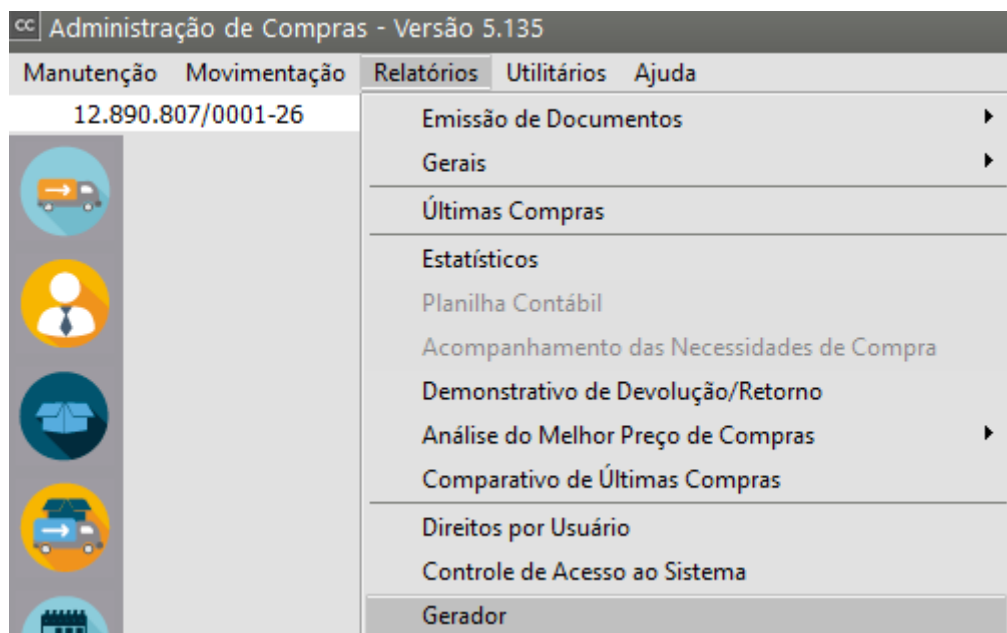 cc Administração de Compras - Versão 5.135
Manutenção Movimentação Relatórios Utilitários Ajuda
12.890.807/0001-26
Emissão de Documentos
Gerais
Últimas Compras
Estatísticos
Planilha Contábil
Acompanhamento das Necessidades de Compra
Demonstrativo de Devolução/Retorno
Análise do Melhor Preço de Compras
Comparativo de Últimas Compras
Direitos por Usuário
Controle de Acesso ao Sistema
Gerador